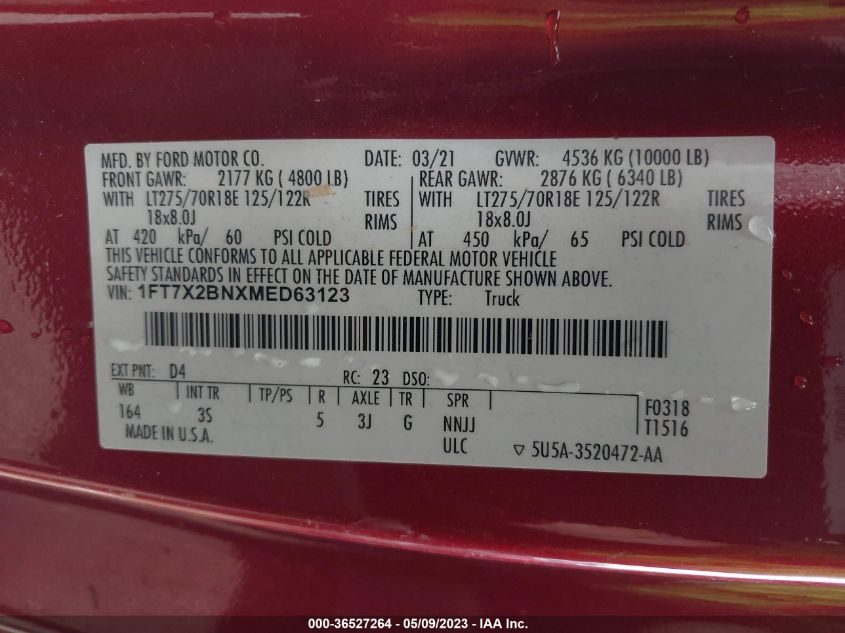 MFD. BY FORD MOTOR CO. DATE: 03/21 GVWR: 4536 KG (10000 LB)
FRONT GAWR: 2177 KG ( 4800 LB) REAR GAWR: 2876 KG ( 6340 LB)
WITH LT275/70R18E 125/122R TIRES WITH LT275/70R18E 125/122R TIRES
18x8.0J RIMS 18x8.0J RIMS
AT 420 kPa/ 60 PSI COLD AT 450 kPa/ 65 PSI COLD
THIS VEHICLE CONFORMS TO ALL APPLICABLE FEDERAL MOTOR VEHICLE
SAFETY STANDARDS IN EFFECT ON THE DATE OF MANUFACTURE SHOWN ABOVE.
VIN: 1FT7X2BNXMED63123 TYPE: Truck
EXT PNT: D4 RC: 23 DSO:
WB INT TR TP/PS R AXLE TR SPR F0318
164 3S 5 3J G NNJJ T1516
MADE IN U.S.A. ULC ▽ 5U5A-3520472-AA
000-36527264 - 05/09/2023 - IAA Inc.